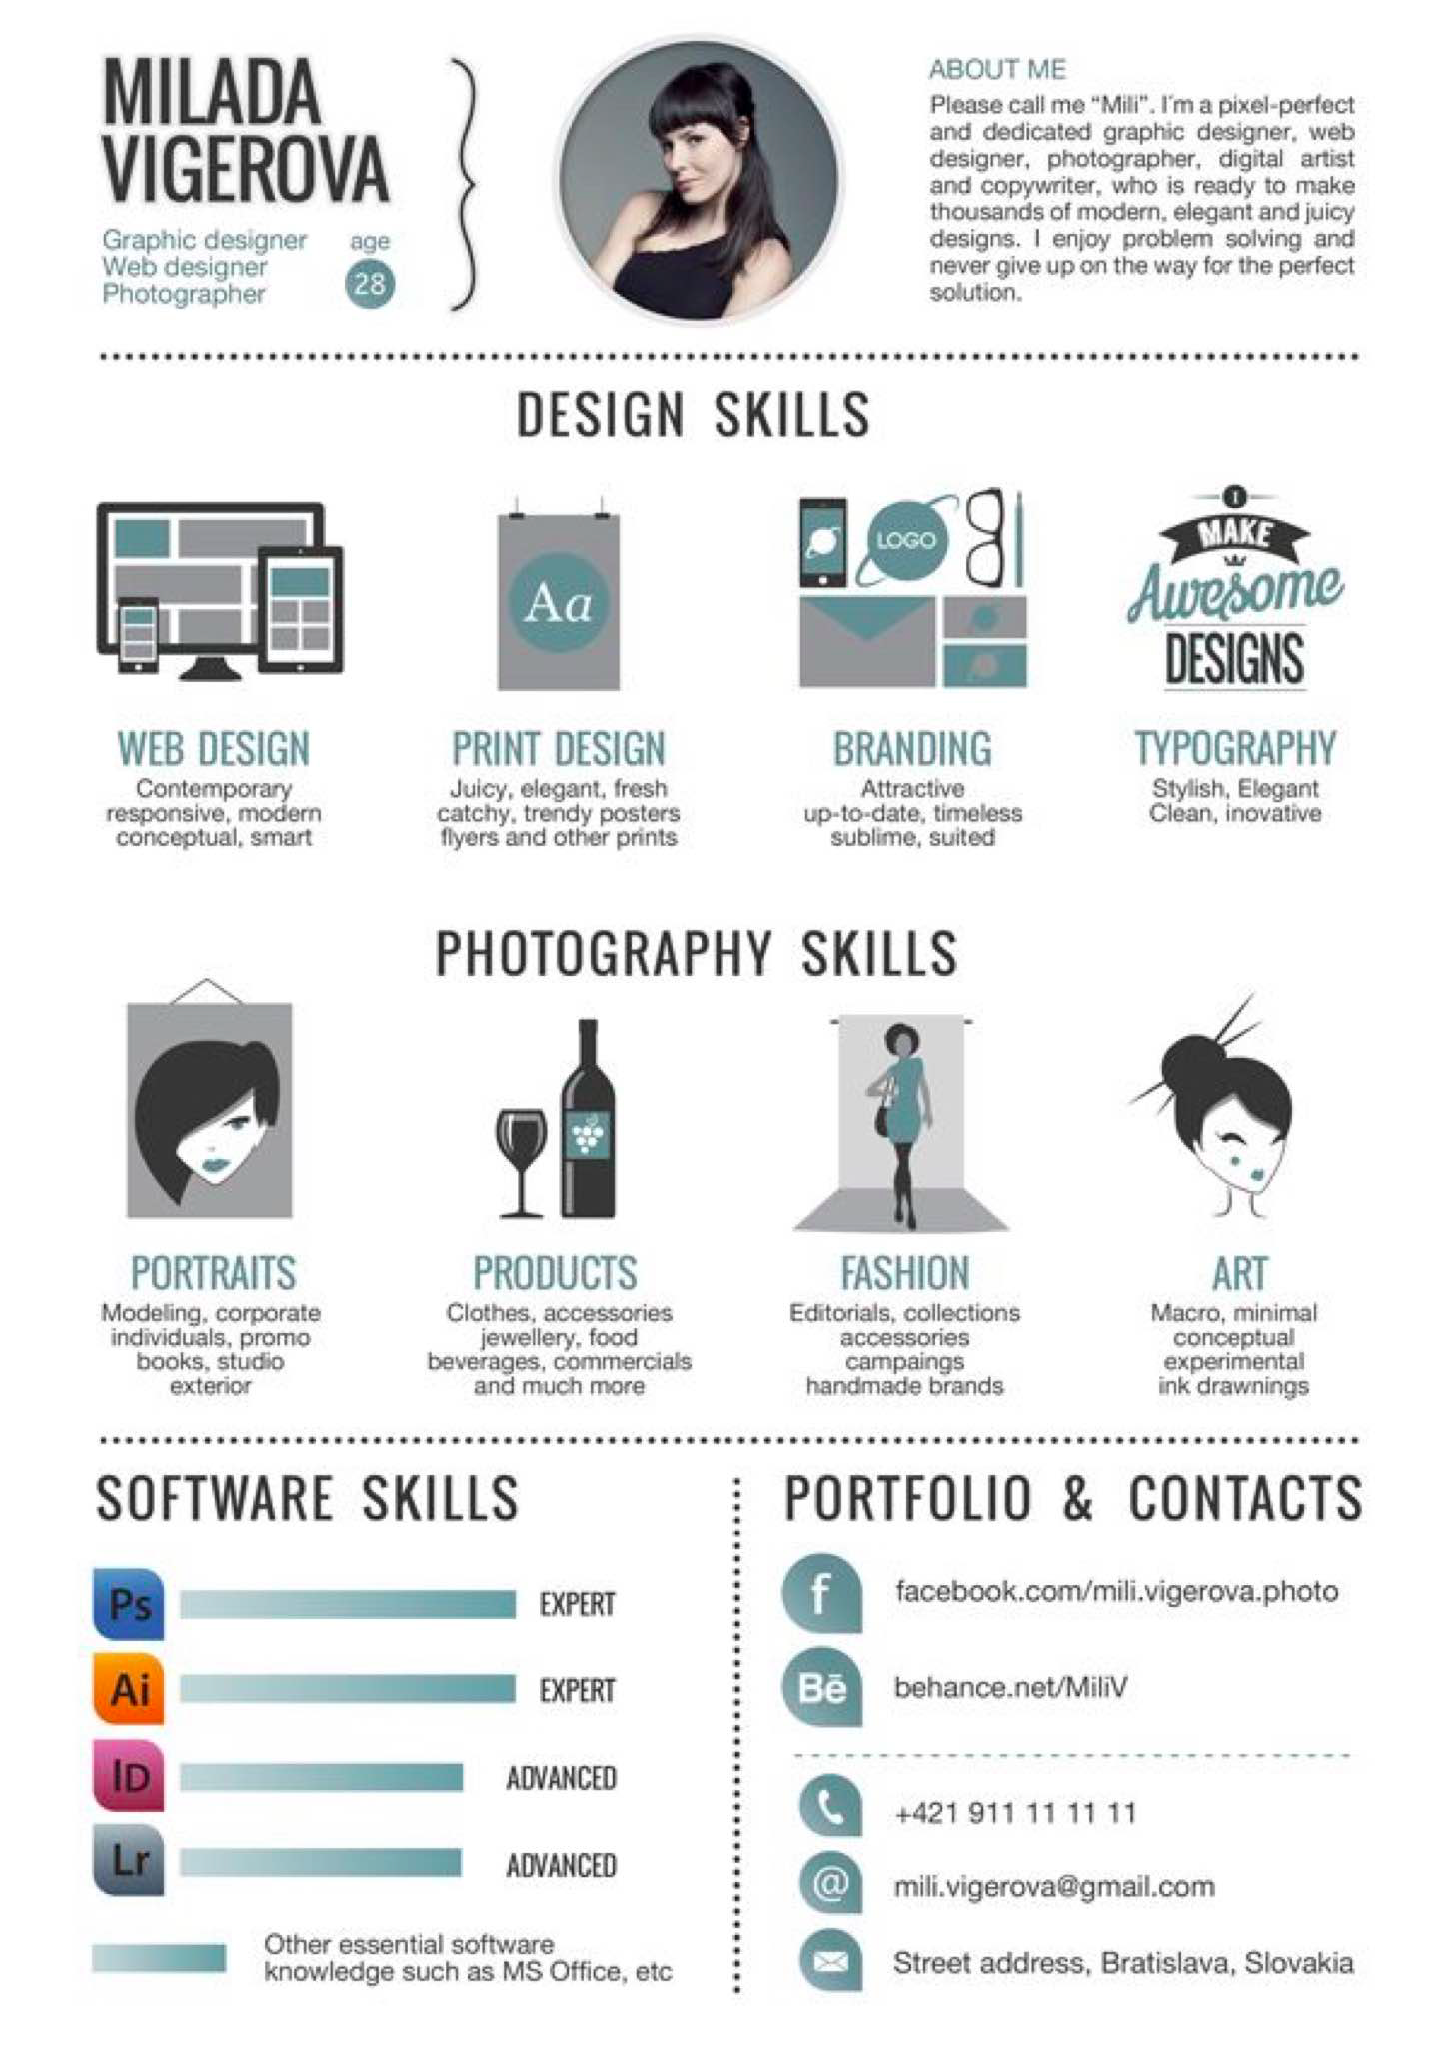 MILADA
VIGEROVA
Graphic designer
Web designer
Photographer
age
28
ABOUT ME
Please call me “Mili”. I´m a pixel-perfect
and dedicated graphic designer, web
designer, photographer, digital artist
and copywriter, who is ready to make
thousands of modern, elegant and juicy
designs. I enjoy problem solving and
never give up on the way for the perfect
solution.
DESIGN SKILLS
Aa
LOGO
I
MAKE
Awesome
DESIGNS
WEB DESIGN
Contemporary
responsive, modern
conceptual, smart
PRINT DESIGN
Juicy, elegant, fresh
catchy, trendy posters
flyers and other prints
BRANDING
Attractive
up-to-date, timeless
sublime, suited
TYPOGRAPHY
Stylish, Elegant
Clean, inovative
PHOTOGRAPHY SKILLS
PORTRAITS
Modeling, corporate
individuals, promo
books, studio
exterior
PRODUCTS
Clothes, accessories
jewellery, food
beverages, commercials
and much more
FASHION
Editorials, collections
accessories
campaings
handmade brands
ART
Macro, minimal
conceptual
experimental
ink drawnings
SOFTWARE SKILLS
Ps EXPERT
Ai EXPERT
ID ADVANCED
Lr ADVANCED
Other essential software
knowledge such as MS Office, etc
PORTFOLIO & CONTACTS
f facebook.com/mili.vigerova.photo
Bē behance.net/MiliV
+421 911 11 11 11
@ mili.vigerova@gmail.com
Street address, Bratislava, Slovakia